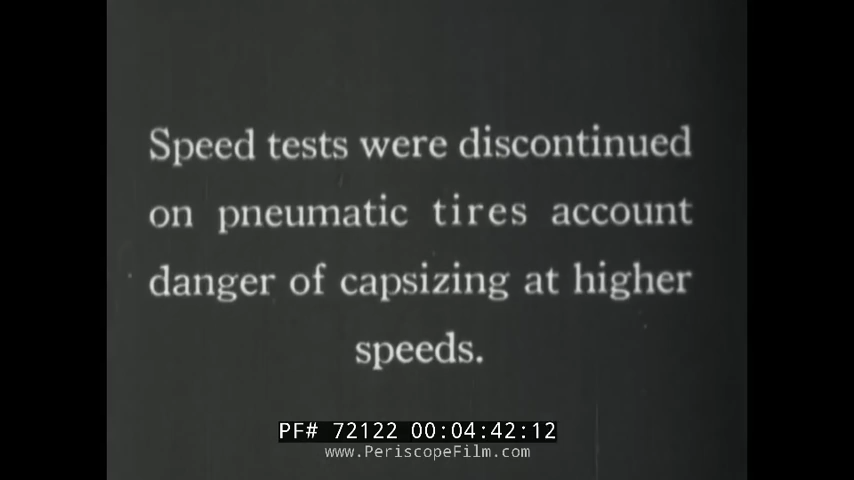 Speed tests were discontinued
on pneumatic tires account
danger of capsizing at higher
speeds.
PF# 72122 00:04:42:12
www.PeriscopeFilm.com